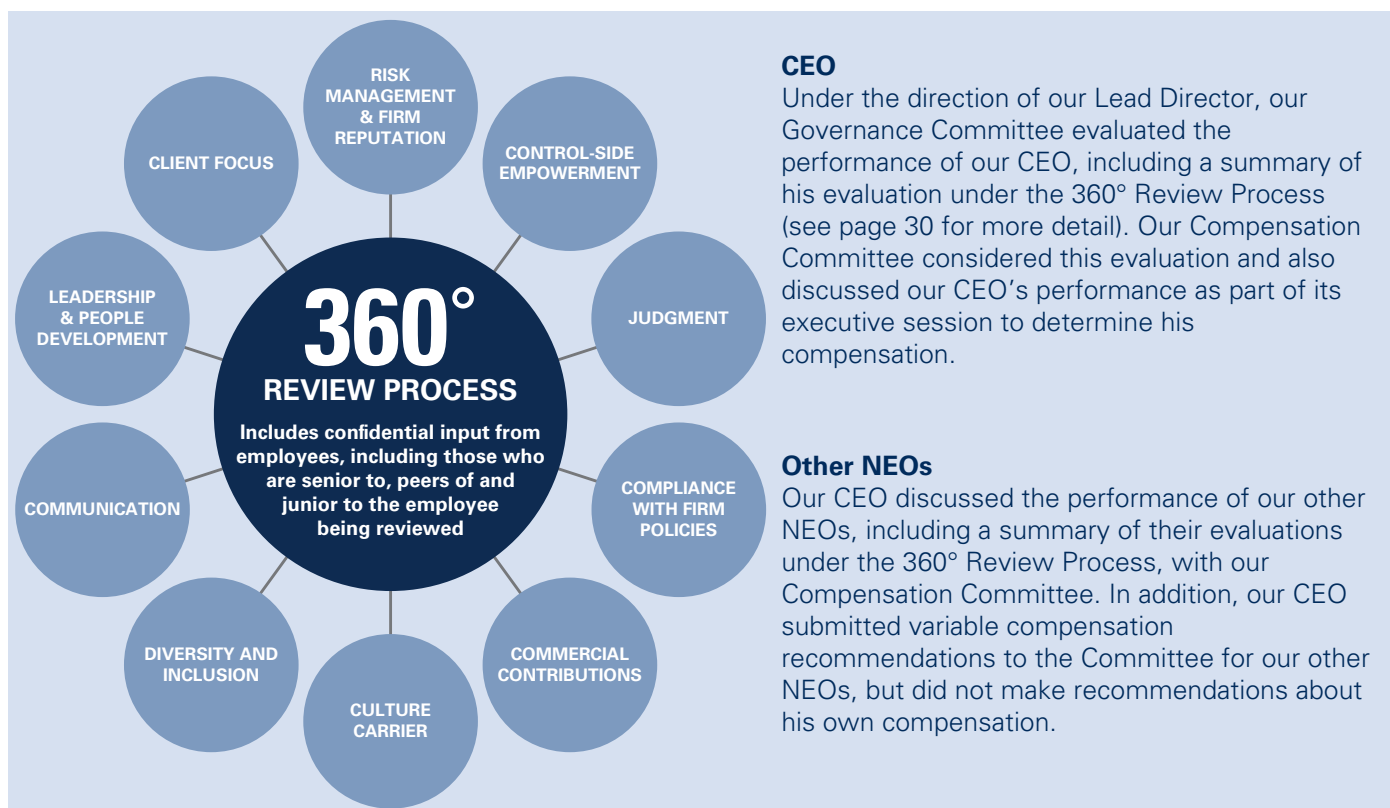 RISK
MANAGEMENT
& FIRM
REPUTATION
CONTROL-SIDE
EMPOWERMENT
JUDGMENT
COMPLIANCE
WITH FIRM
POLICIES
COMMERCIAL
CONTRIBUTIONS
CULTURE
CARRIER
DIVERSITY AND
INCLUSION
COMMUNICATION
LEADERSHIP
& PEOPLE
DEVELOPMENT
CLIENT FOCUS
360°
REVIEW PROCESS
Includes confidential input from
employees, including those who
are senior to, peers of and
junior to the employee
being reviewed
CEO
Under the direction of our Lead Director, our
Governance Committee evaluated the
performance of our CEO, including a summary of
his evaluation under the 360° Review Process
(see page 30 for more detail). Our Compensation
Committee considered this evaluation and also
discussed our CEO's performance as part of its
executive session to determine his
compensation.
Other NEOs
Our CEO discussed the performance of our other
NEOs, including a summary of their evaluations
under the 360° Review Process, with our
Compensation Committee. In addition, our CEO
submitted variable compensation
recommendations to the Committee for our other
NEOs, but did not make recommendations about
his own compensation.